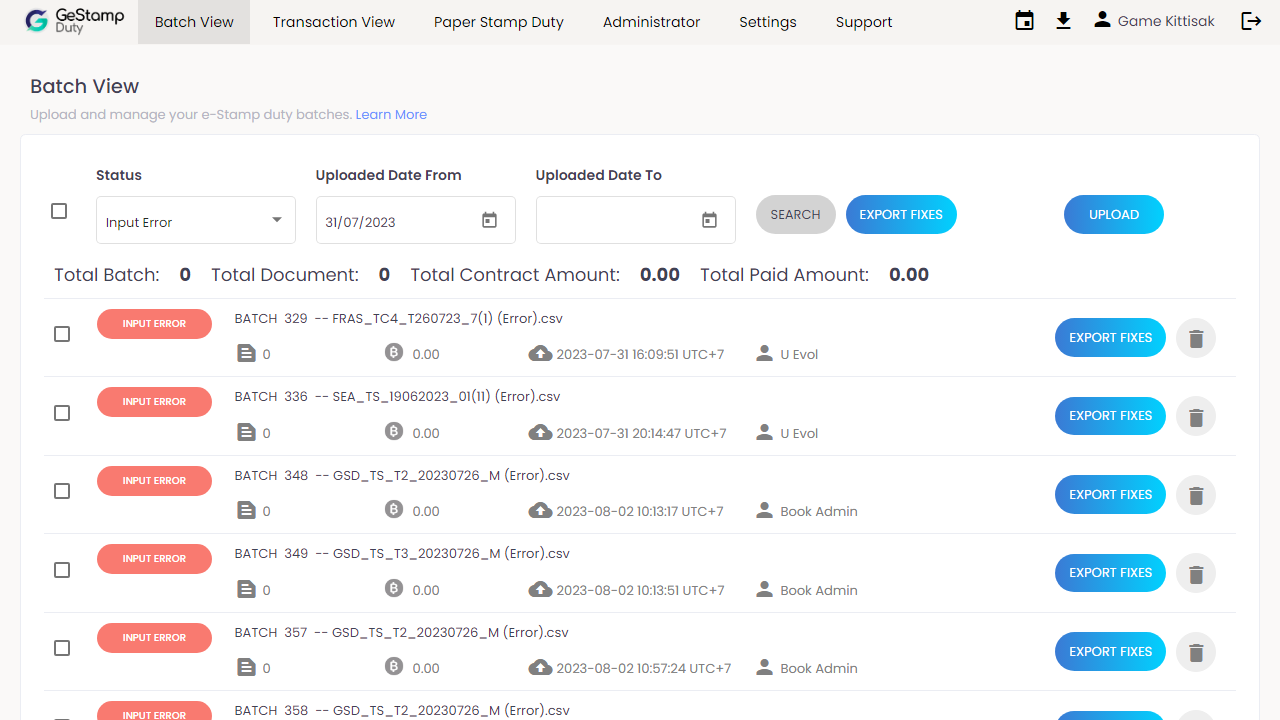 GeStamp Duty Batch View Transaction View Paper Stamp Duty Administrator Settings Support Game Kittisak
Batch View
Upload and manage your e-Stamp duty batches. Learn More
Status Uploaded Date From Uploaded Date To
Input Error 31/07/2023 SEARCH EXPORT FIXES UPLOAD
Total Batch: 0 Total Document: 0 Total Contract Amount: 0.00 Total Paid Amount: 0.00
INPUT ERROR BATCH 329 -- FRAS_TC4_T260723_7(1) (Error).csv EXPORT FIXES
0 0.00 2023-07-31 16:09:51 UTC+7 U Evol
INPUT ERROR BATCH 336 -- SEA_TS_19062023_01(11) (Error).csv EXPORT FIXES
0 0.00 2023-07-31 20:14:47 UTC+7 U Evol
INPUT ERROR BATCH 348 -- GSD_TS_T2_20230726_M (Error).csv EXPORT FIXES
0 0.00 2023-08-02 10:13:17 UTC+7 Book Admin
INPUT ERROR BATCH 349 -- GSD_TS_T3_20230726_M (Error).csv EXPORT FIXES
0 0.00 2023-08-02 10:13:51 UTC+7 Book Admin
INPUT ERROR BATCH 357 -- GSD_TS_T2_20230726_M (Error).csv EXPORT FIXES
0 0.00 2023-08-02 10:57:24 UTC+7 Book Admin
INPUT ERROR BATCH 358 -- GSD_TS_T2_20230726_M (Error).csv